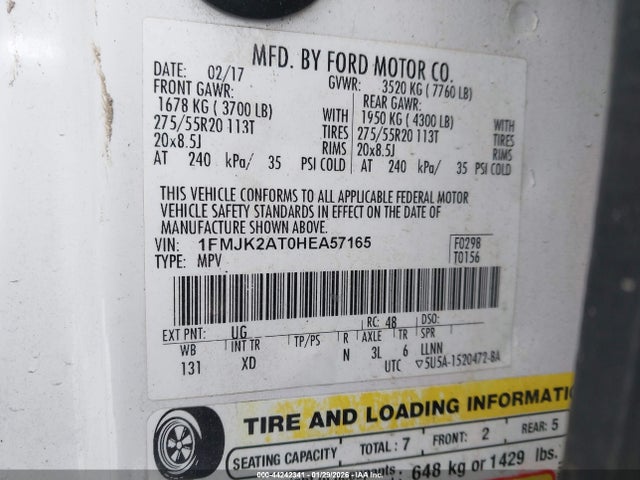 MFD. BY FORD MOTOR CO.
DATE: 02/17 GVWR: 3520 KG ( 7760 LB)
FRONT GAWR: REAR GAWR:
1678 KG ( 3700 LB) WITH 1950 KG ( 4300 LB) WITH
275/55R20 113T TIRES 275/55R20 113T TIRES
20x8.5J RIMS 20x8.5J RIMS
AT 240 kPa/ 35 PSI COLD AT 240 kPa/ 35 PSI COLD
THIS VEHICLE CONFORMS TO ALL APPLICABLE FEDERAL MOTOR
VEHICLE SAFETY STANDARDS IN EFFECT ON THE DATE OF
MANUFACTURE SHOWN ABOVE.
VIN: 1FMJK2AT0HEA57165 F0298
TYPE: MPV T0156
EXT PNT: UG RC: 48 DSO:
WB INT TR TP/PS R AXLE TR SPR
131 XD N 3L 6 LLNN
UTC ▽5U5A-1520472-BA
TIRE AND LOADING INFORMATIO
SEATING CAPACITY TOTAL : 7 FRONT: 2 REAR: 5
648 kg or 1429 lbs.
000-44242341 - 01/29/2026 - IAA Holdings, LLC